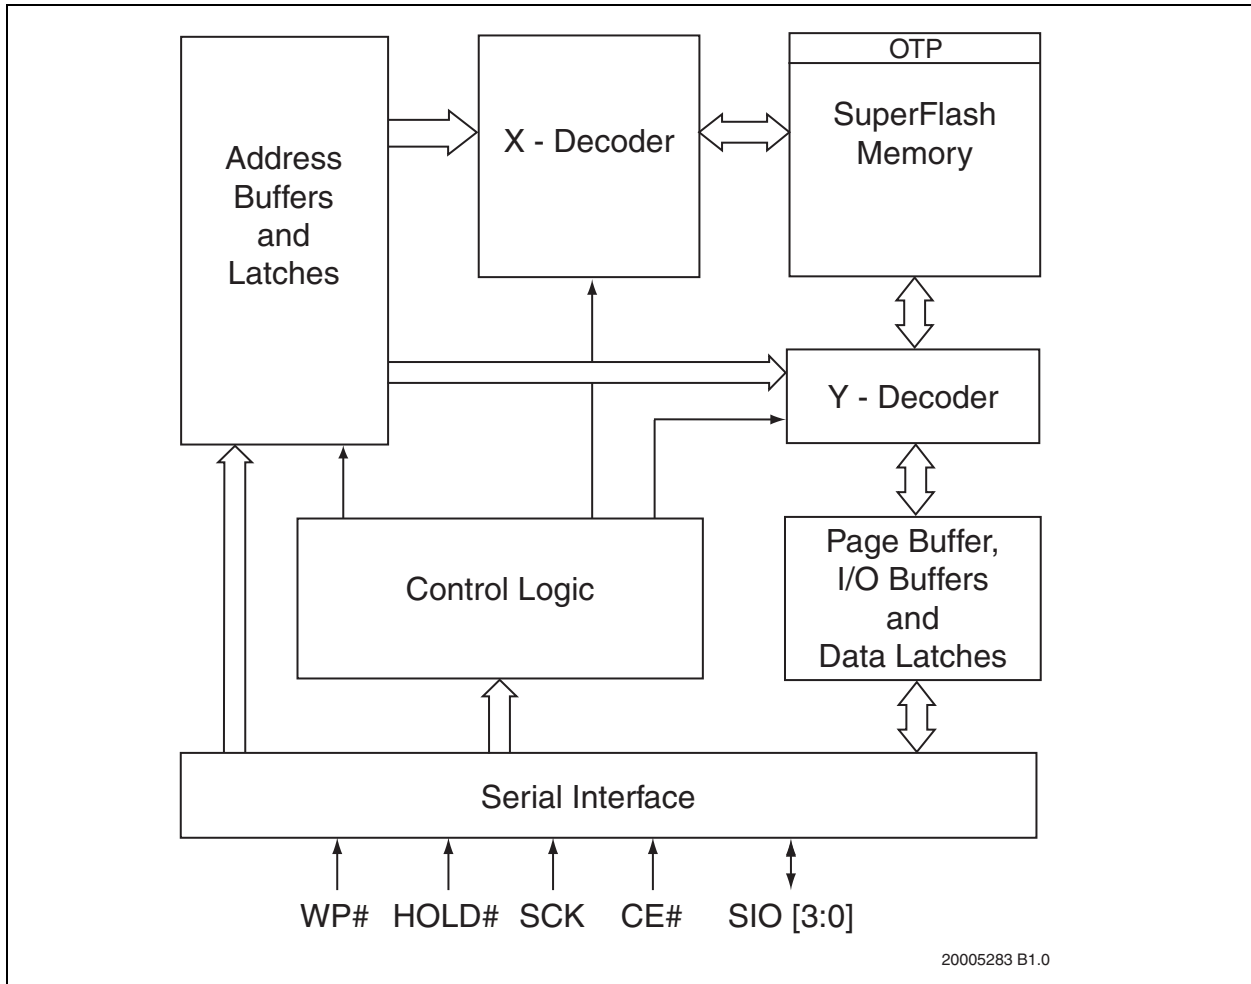 OTP
SuperFlash
Memory
X - Decoder
Address
Buffers
and
Latches
Y - Decoder
Page Buffer,
I/O Buffers
and
Data Latches
Control Logic
Serial Interface
WP# HOLD# SCK CE# SIO [3:0]
20005283 B1.0